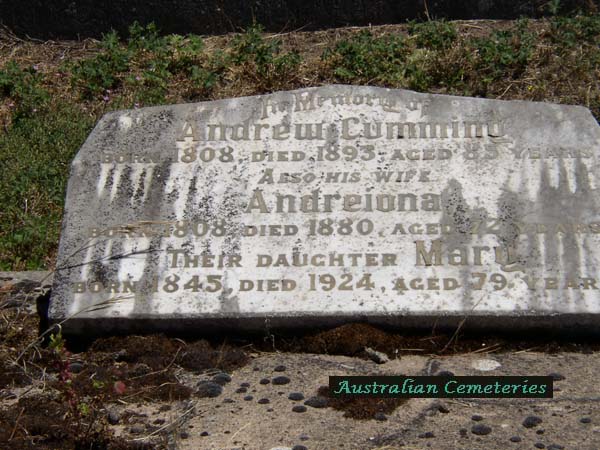 In Memory of
Andrew Cumming
Born 1808, died 1893, aged 85 years
Also his wife
Andreiona
Born 1808, died 1880, aged 72 years
Their daughter Mary
Born 1845, died 1924, aged 79, year
Australian Cemeteries